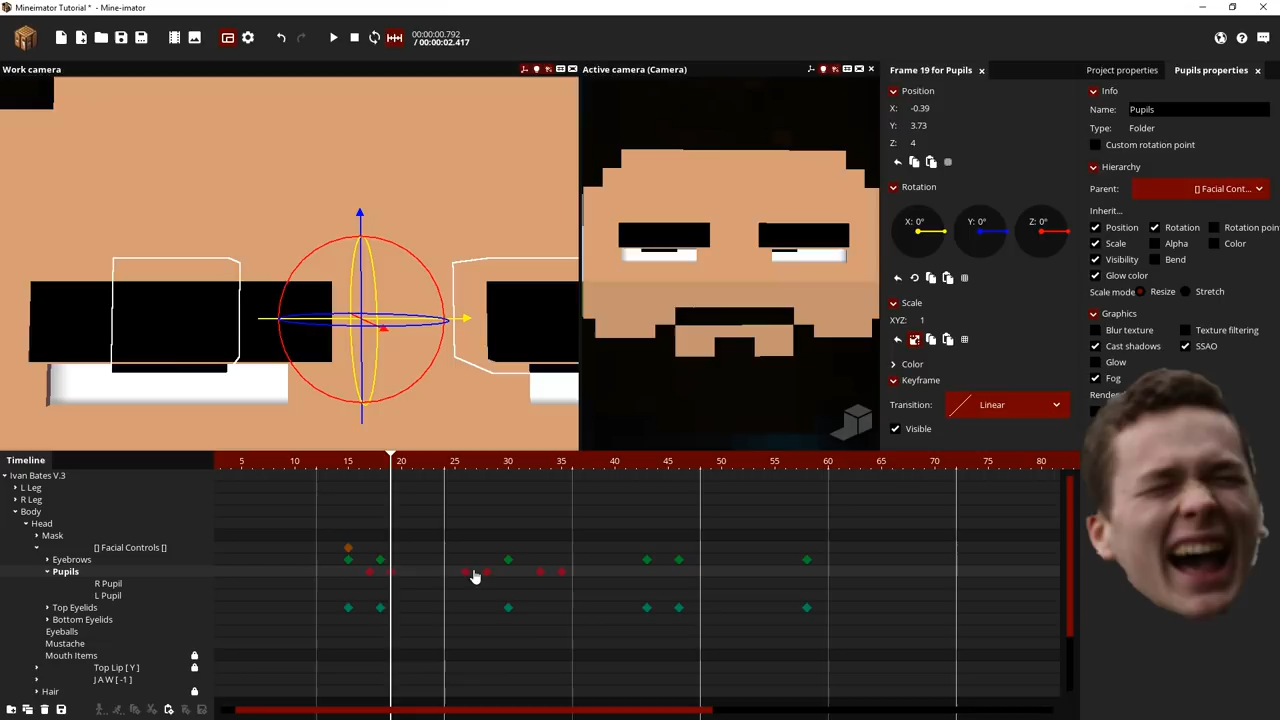 Mineimator Tutorial * - Mine-imator
00:00:00.792
/ 00:00:02.417
Work camera
Active camera (Camera)
Frame 19 for Pupils
Position
X: -0.39
Y: 3.73
Z: 4
Rotation
X: 0°
Y: 0°
Z: 0°
Scale
XYZ: 1
Color
Keyframe
Transition:
Linear
Visible
Project properties
Pupils properties
Info
Name:
Pupils
Type:
Folder
Custom rotation point
Hierarchy
Parent:
[] Facial Cont...
Inherit...
Position
Rotation
Rotation poin
Scale
Alpha
Color
Visibility
Bend
Glow color
Scale mode
Resize
Stretch
Graphics
Blur texture
Texture filtering
Cast shadows
SSAO
Glow
Fog
Timeline
5
10
15
20
25
30
35
40
45
50
55
60
65
70
75
80
Ivan Bates V.3
L Leg
R Leg
Body
Head
Mask
[] Facial Controls []
Eyebrows
Pupils
R Pupil
L Pupil
Top Eyelids
Bottom Eyelids
Eyeballs
Mustache
Mouth Items
Top Lip [ Y ]
J A W [ -1 ]
Hair